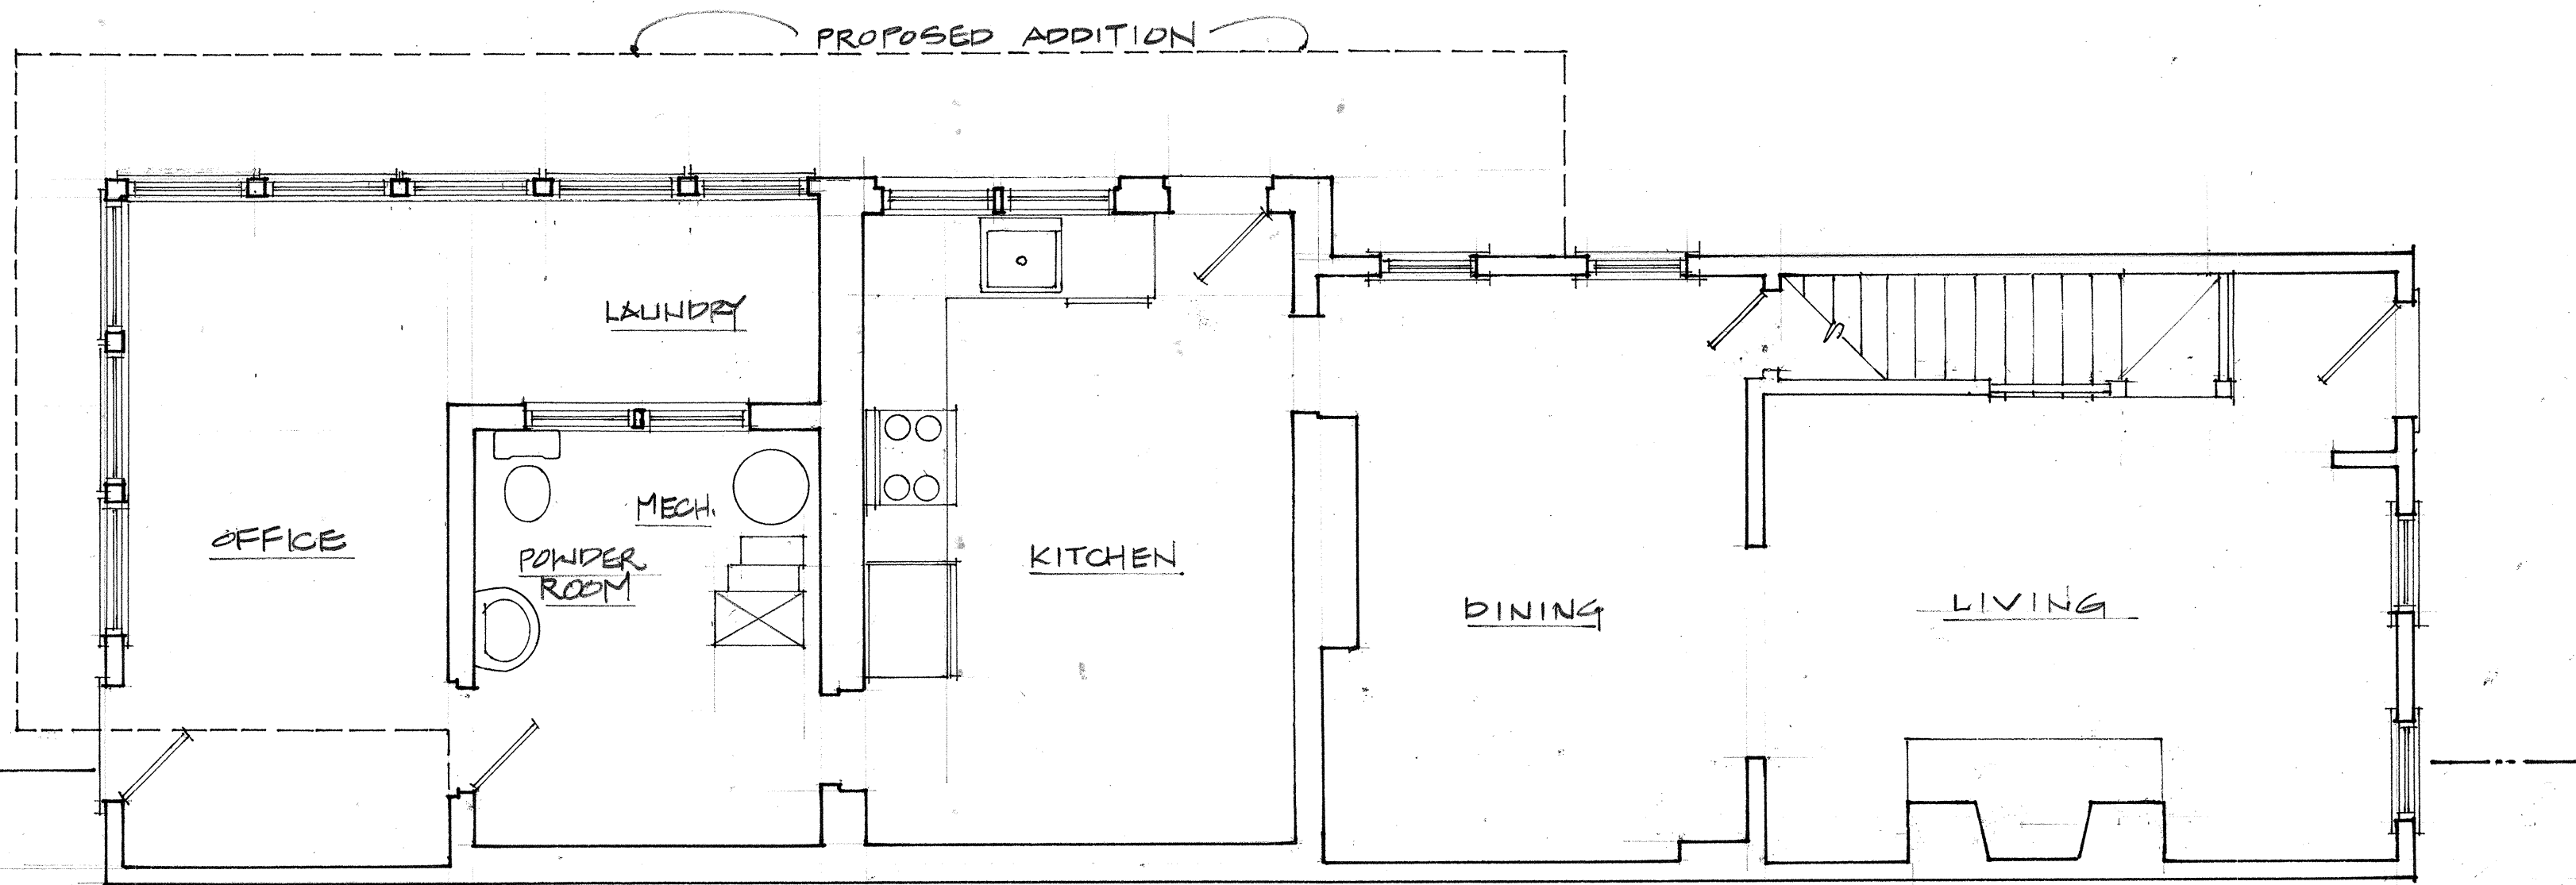 PROPOSED ADDITION
LAUNDRY
MECH.
OFFICE
POWDER
ROOM
KITCHEN
DINING
LIVING